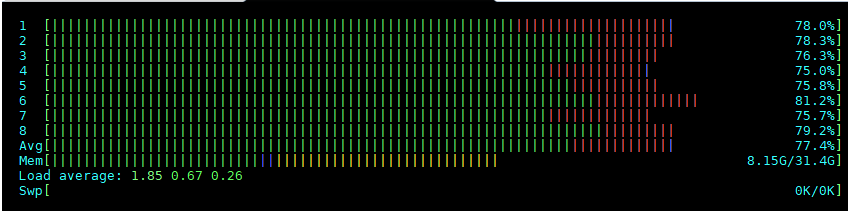 1 [ 78.0%]
2 [ 78.3%]
3 [ 76.3%]
4 [ 75.0%]
5 [ 75.8%]
6 [ 81.2%]
7 [ 75.7%]
8 [ 79.2%]
Avg[ 77.4%]
Mem[ 8.15G/31.4G]
Load average: 1.85 0.67 0.26
Swp[ 0K/0K]